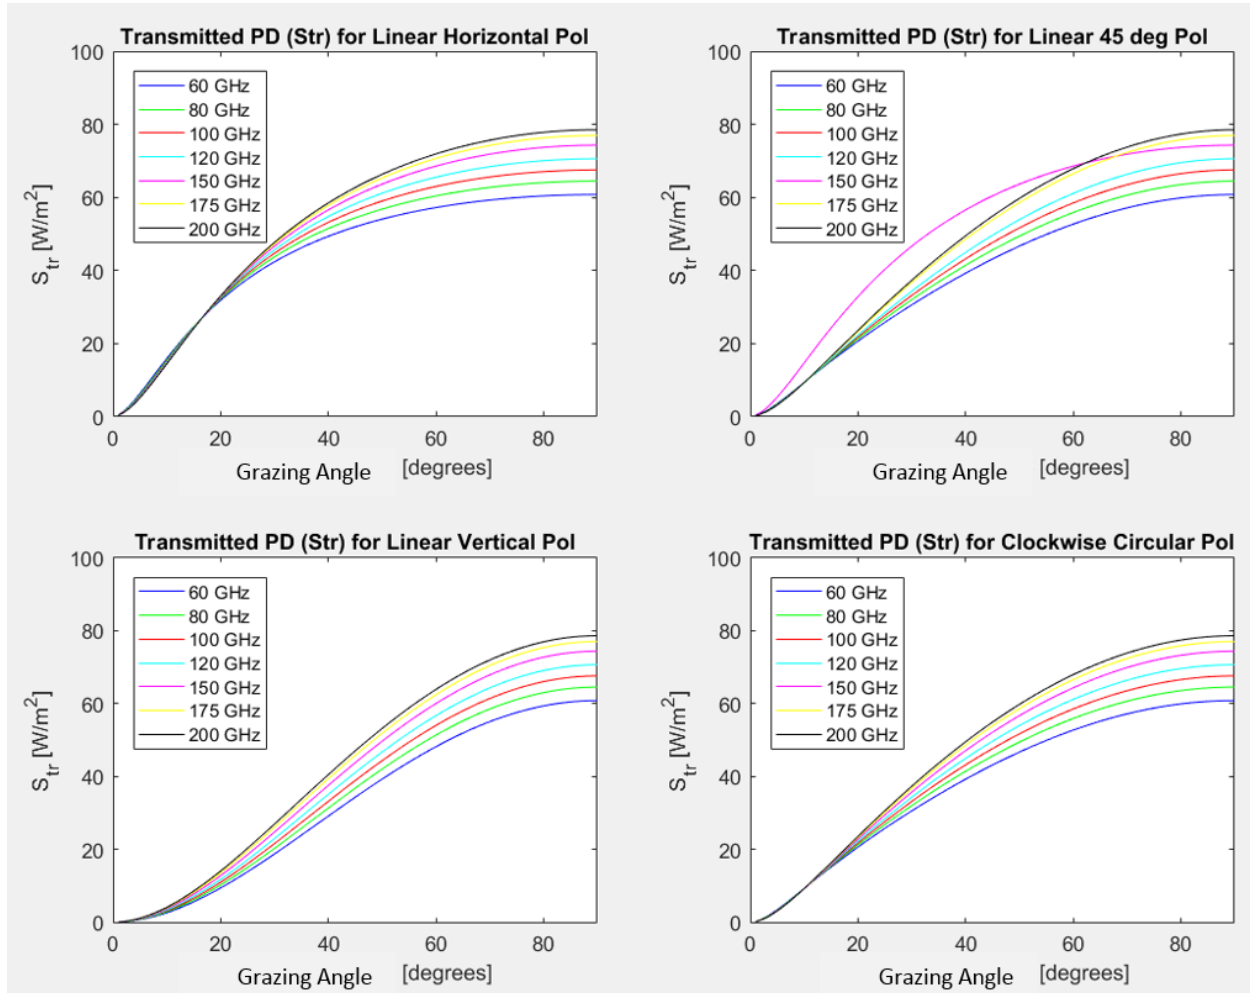 Transmitted PD (Str) for Linear Horizontal Pol
100
80
60
40
20
0
S_tr [W/m²]
60 GHz
80 GHz
100 GHz
120 GHz
150 GHz
175 GHz
200 GHz
0 20 40 60 80
Grazing Angle [degrees]
Transmitted PD (Str) for Linear 45 deg Pol
100
80
60
40
20
0
S_tr [W/m²]
60 GHz
80 GHz
100 GHz
120 GHz
150 GHz
175 GHz
200 GHz
0 20 40 60 80
Grazing Angle [degrees]
Transmitted PD (Str) for Linear Vertical Pol
100
80
60
40
20
0
S_tr [W/m²]
60 GHz
80 GHz
100 GHz
120 GHz
150 GHz
175 GHz
200 GHz
0 20 40 60 80
Grazing Angle [degrees]
Transmitted PD (Str) for Clockwise Circular Pol
100
80
60
40
20
0
S_tr [W/m²]
60 GHz
80 GHz
100 GHz
120 GHz
150 GHz
175 GHz
200 GHz
0 20 40 60 80
Grazing Angle [degrees]